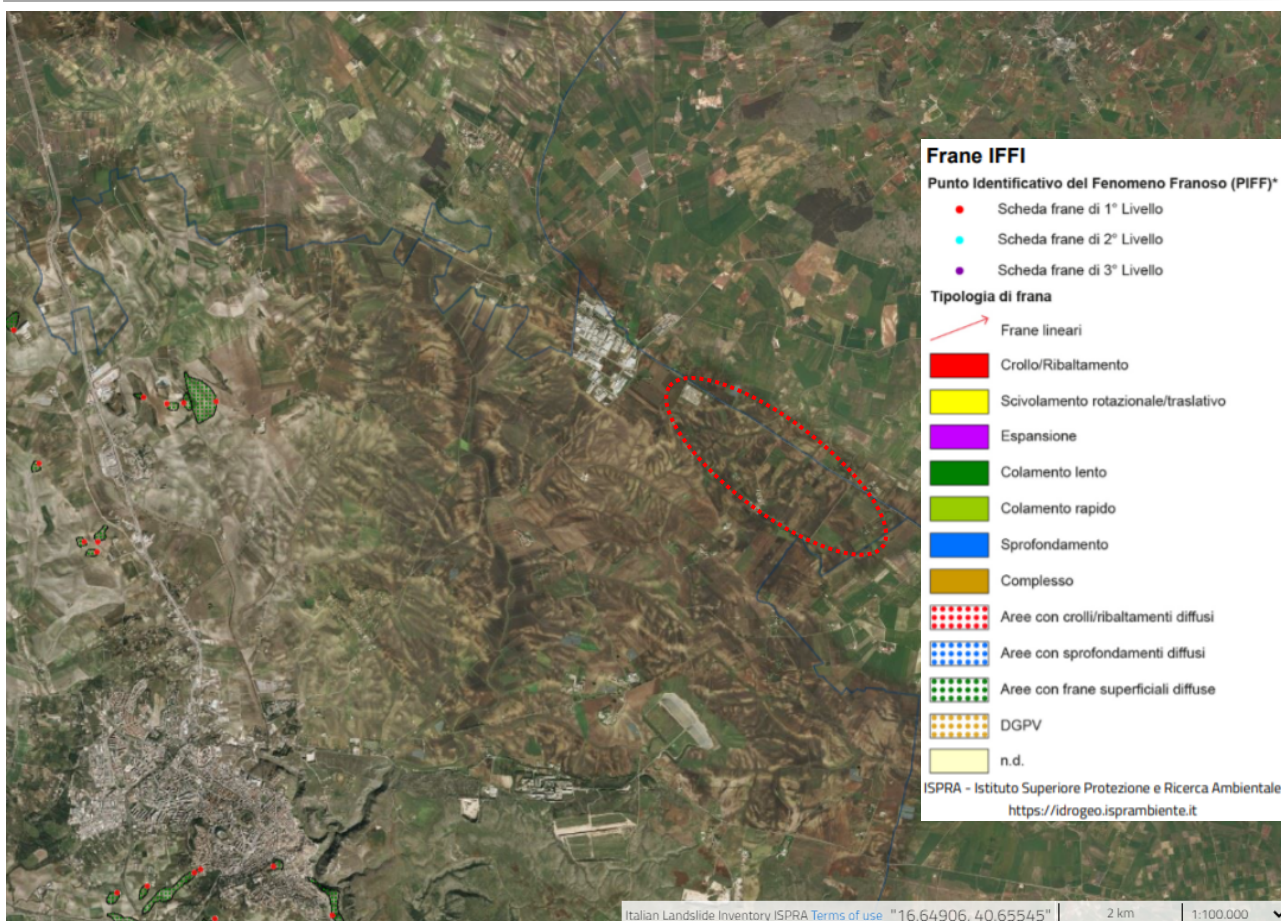 Frane IFFI
Punto Identificativo del Fenomeno Franoso (PIFF)*
Scheda frane di 1° Livello
Scheda frane di 2° Livello
Scheda frane di 3° Livello
Tipologia di frana
Frane lineari
Crollo/Ribaltamento
Scivolamento rotazionale/traslativo
Espansione
Colamento lento
Colamento rapido
Sprofondamento
Complesso
Aree con crolli/ribaltamenti diffusi
Aree con sprofondamenti diffusi
Aree con frane superficiali diffuse
DGPV
n.d.
ISPRA - Istituto Superiore Protezione e Ricerca Ambientale
https://idrogeo.isprambiente.it
Italian Landslide Inventory ISPRA Terms of use "16.64906, 40.65545" 2 km 1:100.000